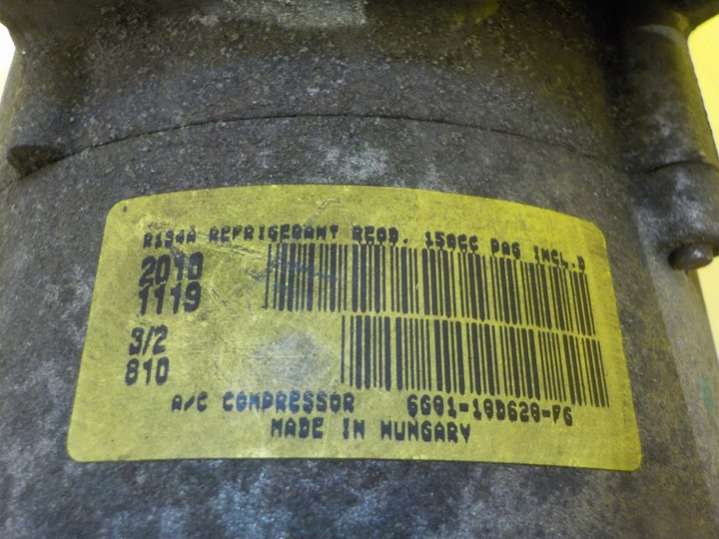 R134A REFRIGERANT REQD. 150CC PAG INCL.D
2010
1119
3/2
810
A/C COMPRESSOR 6G91-19D629-FG
MADE IN HUNGARY